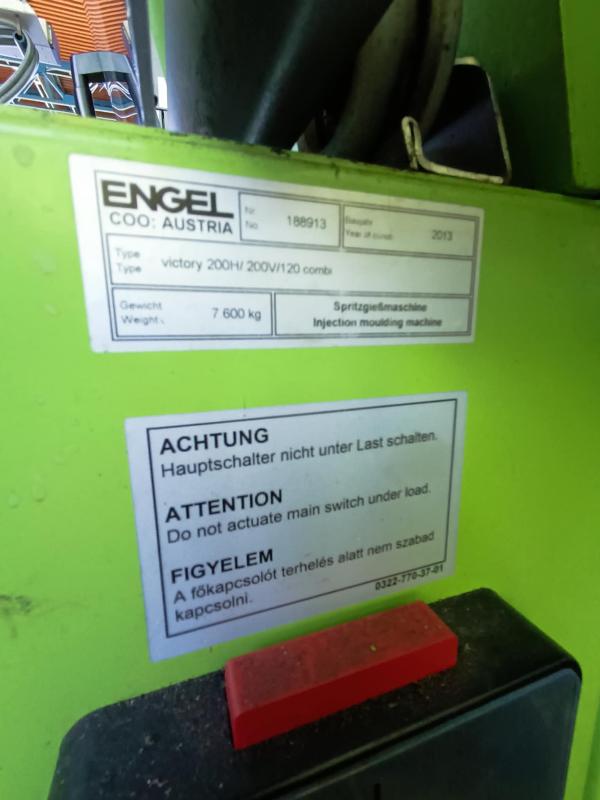 ENGEL
COO: AUSTRIA
Nr.
No.
188913
Baujahr
Year of constr.
2013
Type
Type
victory 200H/ 200V/120 combi
Gewicht
Weight
7 600 kg
Spritzgießmaschine
Injection moulding machine
ACHTUNG
Hauptschalter nicht unter Last schalten.
ATTENTION
Do not actuate main switch under load.
FIGYELEM
A főkapcsolót terhelés alatt nem szabad
kapcsolni.
0322-770-37-01